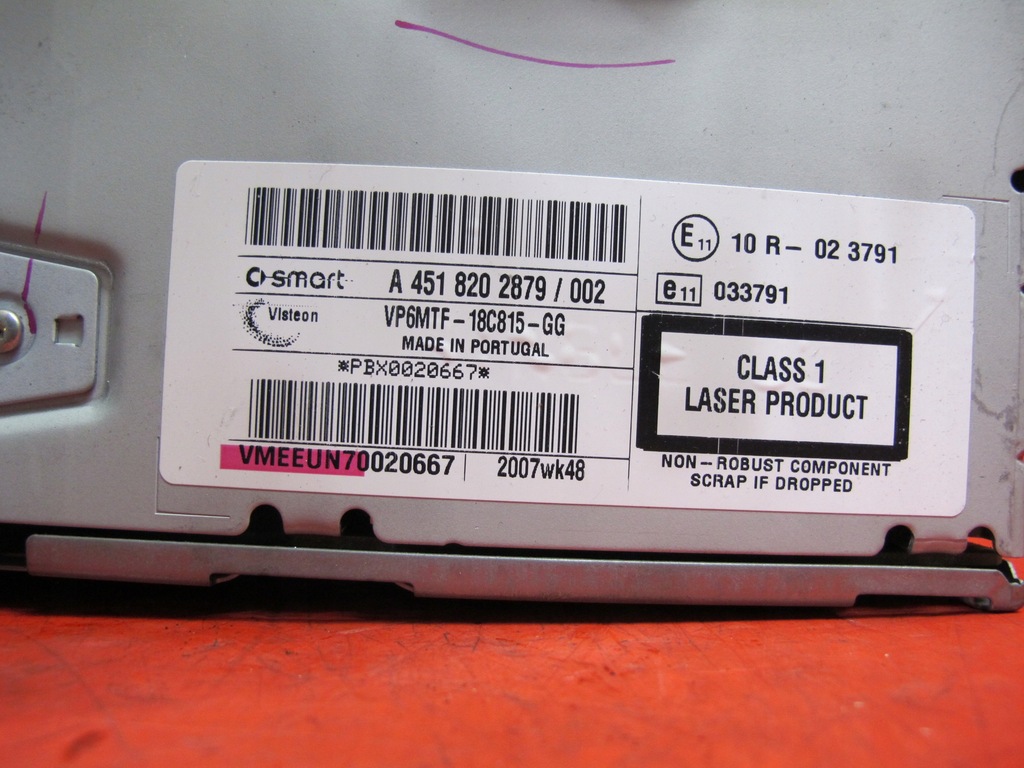 smart A 451 820 2879 / 002
Visteon VP6MTF-18C815-GG
MADE IN PORTUGAL
*PBX0020667*
VMEEUN70020667 2007wk48
E11 10 R - 02 3791
e11 033791
CLASS 1
LASER PRODUCT
NON-ROBUST COMPONENT
SCRAP IF DROPPED